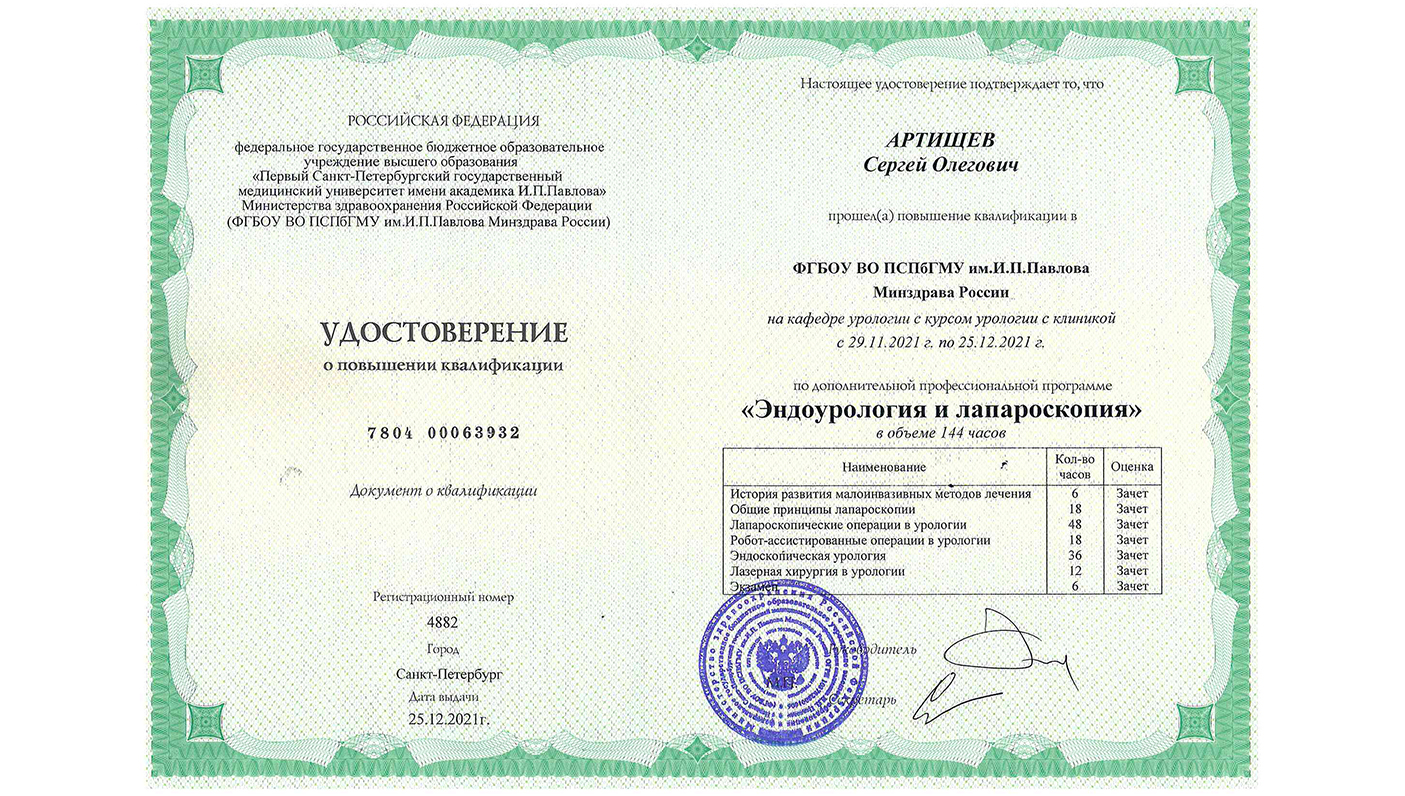 РОССИЙСКАЯ ФЕДЕРАЦИЯ
федеральное государственное бюджетное образовательное
учреждение высшего образования
«Первый Санкт-Петербургский государственный
медицинский университет имени академика И.П.Павлова»
Министерства здравоохранения Российской Федерации
(ФГБОУ ВО ПСПбГМУ им.И.П.Павлова Минздрава России)
УДОСТОВЕРЕНИЕ
о повышении квалификации
7804 00063932
Документ о квалификации
Регистрационный номер
4882
Город
Санкт-Петербург
Дата выдачи
25.12.2021г.
Настоящее удостоверение подтверждает то, что
АРТИЩЕВ
Сергей Олегович
прошел(а) повышение квалификации в
ФГБОУ ВО ПСПбГМУ им.И.П.Павлова
Минздрава России
на кафедре урологии с курсом урологии с клиникой
с 29.11.2021 г. по 25.12.2021 г.
по дополнительной профессиональной программе
«Эндоурология и лапароскопия»
в объеме 144 часов
Наименование Кол-во часов Оценка
История развития малоинвазивных методов лечения 6 Зачет
Общие принципы лапароскопии 18 Зачет
Лапароскопические операции в урологии 48 Зачет
Робот-ассистированные операции в урологии 18 Зачет
Эндоскопическая урология 36 Зачет
Лазерная хирургия в урологии 12 Зачет
Экзамен 6 Зачет
Руководитель
М.П.
Секретарь
Министерство здравоохранения Российской Федерации